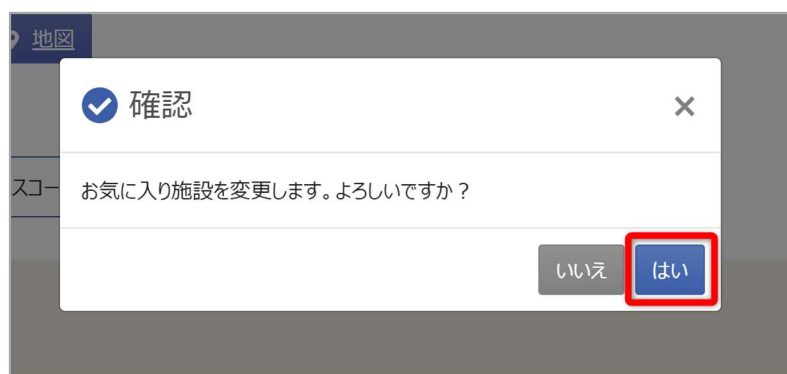 地図
確認
スコー
お気に入り施設を変更します。よろしいですか？
いいえ
はい